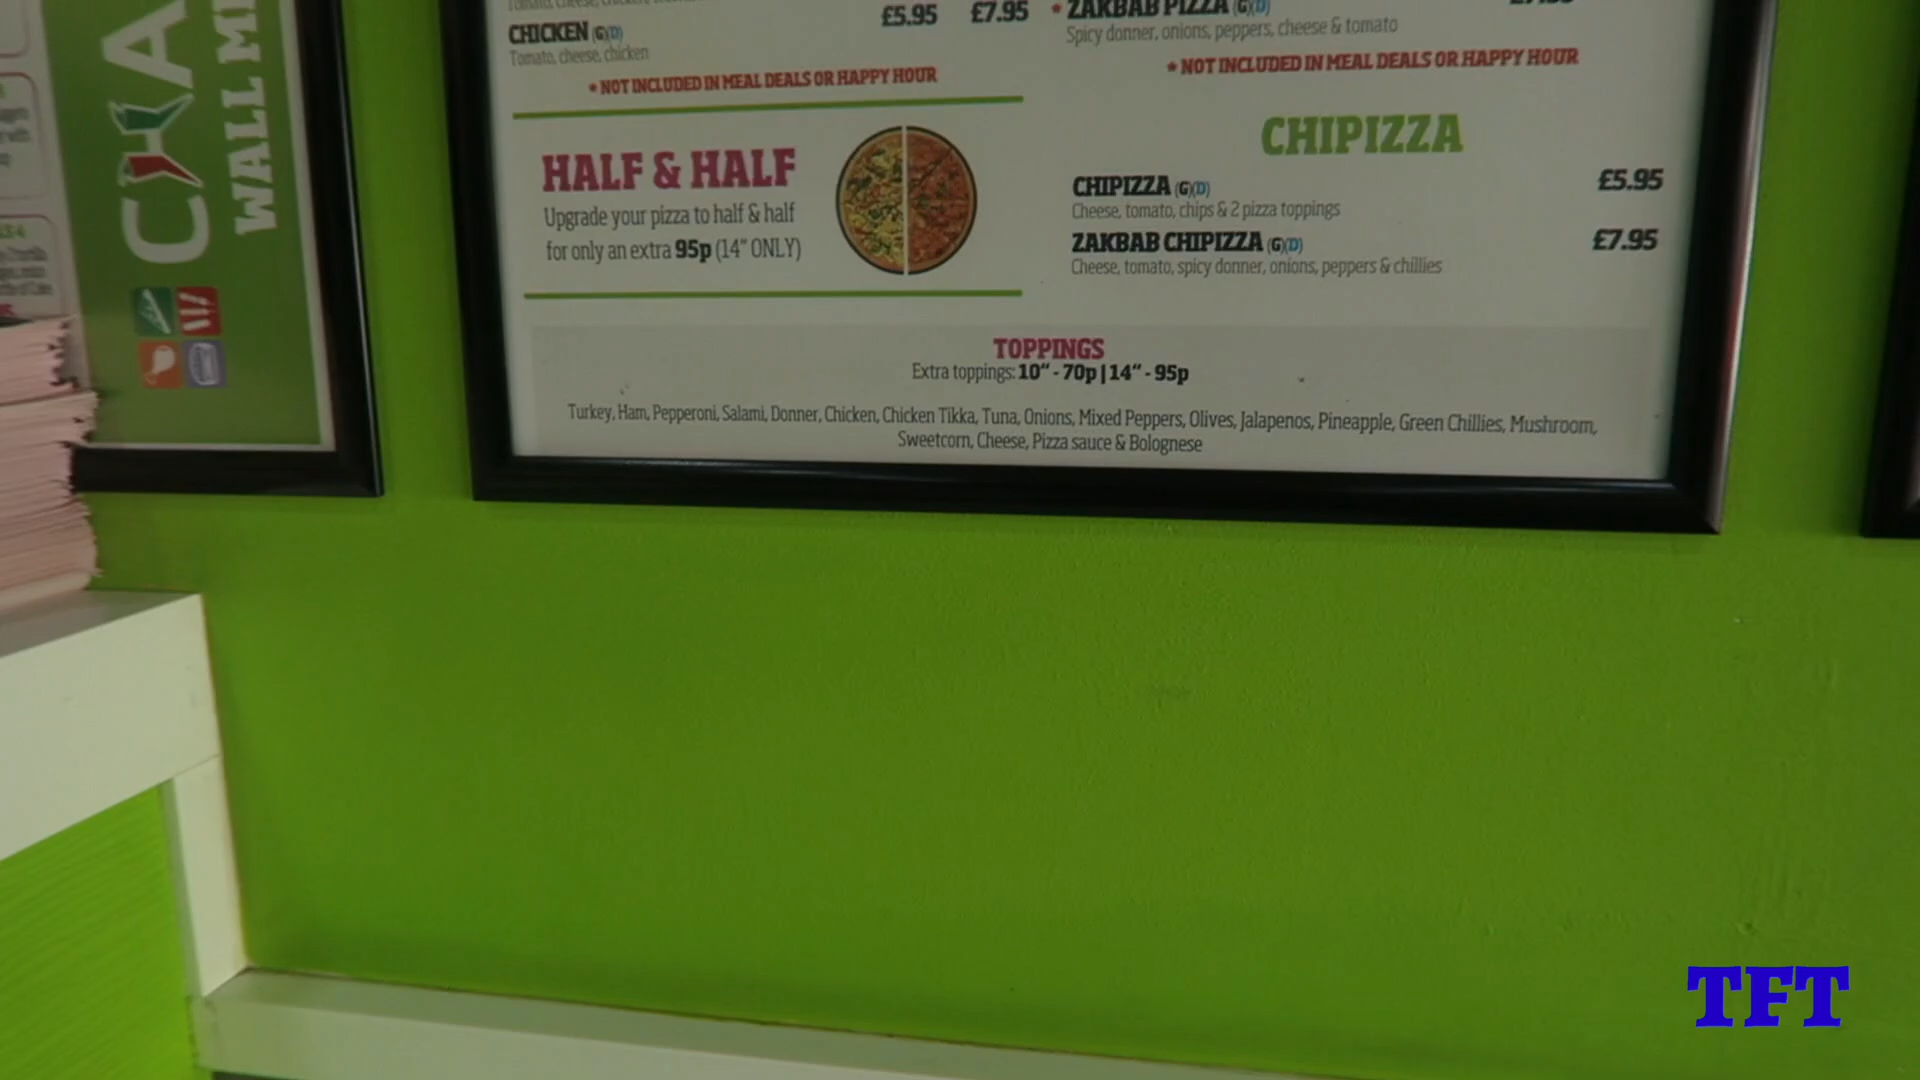 CHICKEN (G)(D)
£5.95 £7.95
Tomato, cheese, chicken
* NOT INCLUDED IN MEAL DEALS OR HAPPY HOUR
HALF & HALF
Upgrade your pizza to half & half
for only an extra 95p (14" ONLY)
* ZAKBAB PIZZA (G)(D)
Spicy donner, onions, peppers, cheese & tomato
* NOT INCLUDED IN MEAL DEALS OR HAPPY HOUR
CHIPIZZA
CHIPIZZA (G)(D) £5.95
Cheese, tomato, chips & 2 pizza toppings
ZAKBAB CHIPIZZA (G)(D) £7.95
Cheese, tomato, spicy donner, onions, peppers & chillies
TOPPINGS
Extra toppings: 10“ - 70p | 14“ - 95p
Turkey, Ham, Pepperoni, Salami, Donner, Chicken, Chicken Tikka, Tuna, Onions, Mixed Peppers, Olives, Jalapenos, Pineapple, Green Chillies, Mushroom,
Sweetcorn, Cheese, Pizza sauce & Bolognese
WALL
TFT